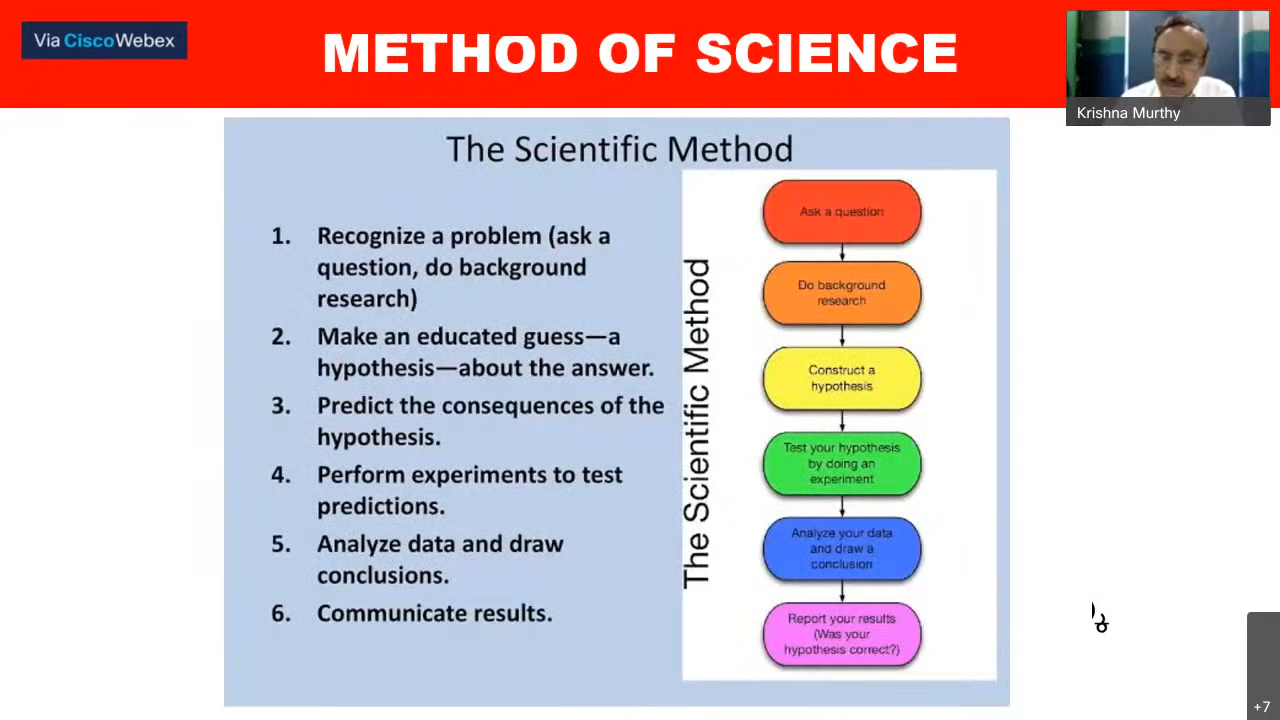 Via CiscoWebex
METHOD OF SCIENCE
Krishna Murthy
The Scientific Method
1. Recognize a problem (ask a
question, do background
research)
2. Make an educated guess—a
hypothesis—about the answer.
3. Predict the consequences of the
hypothesis.
4. Perform experiments to test
predictions.
5. Analyze data and draw
conclusions.
6. Communicate results.
The Scientific Method
Ask a question
Do background
research
Construct a
hypothesis
Test your hypothesis
by doing an
experiment
Analyze your data
and draw a
conclusion
Report your results
(Was your
hypothesis correct?)
+7